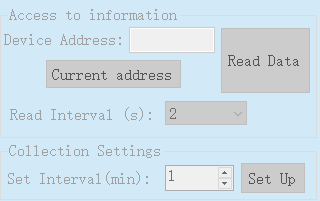 Access to information
Device Address:
Read Data
Current address
Read Interval (s): 2
Collection Settings
Set Interval(min): 1 Set Up